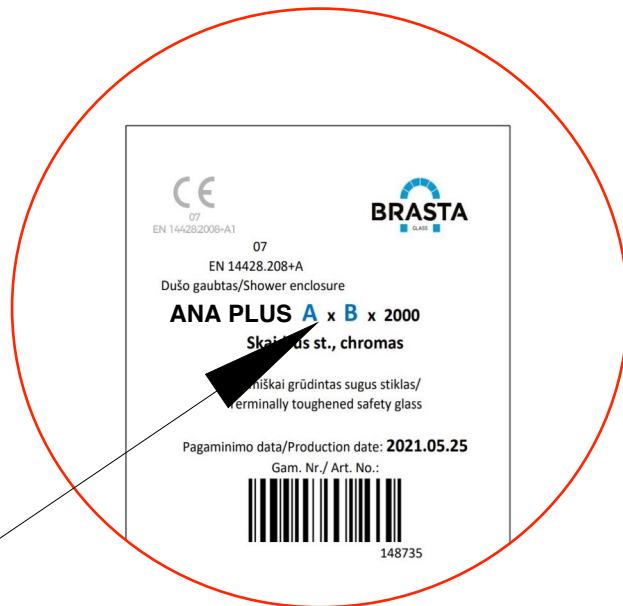 CE
07
EN 14428:2008+A1
BRASTA
GLASS
07
EN 14428.208+A
Dušo gaubtas/Shower enclosure
ANA PLUS A x B x 2000
st., chromas
grūdintas sugus stiklas/
toughened safety glass
Pagaminimo data/Production date: 2021.05.25
Gam. Nr./ Art. No.:
148735